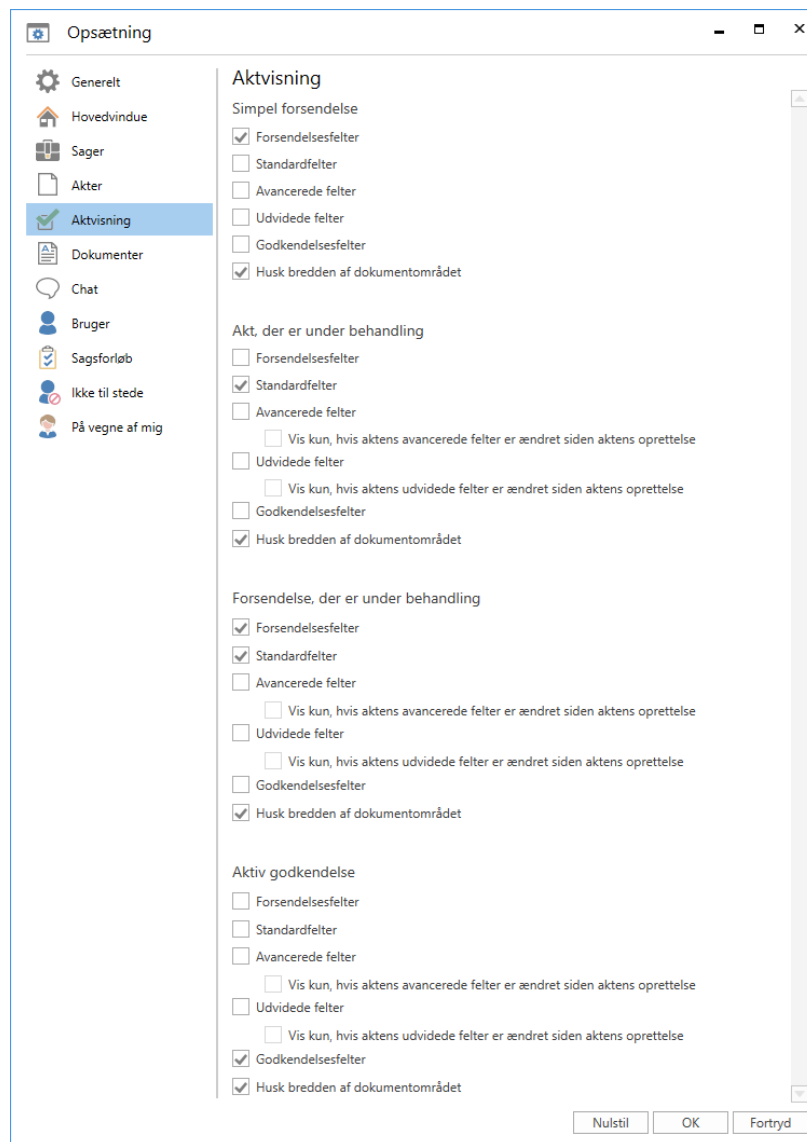 Opsætning
Generelt
Hovedvindue
Sager
Akter
Aktvisning
Dokumenter
Chat
Bruger
Sagsforløb
Ikke til stede
På vegne af mig
Aktvisning
Simpel forsendelse
Forsendelsesfelter
Standardfelter
Avancerede felter
Udvidede felter
Godkendelsesfelter
Husk bredden af dokumentområdet
Akt, der er under behandling
Forsendelsesfelter
Standardfelter
Avancerede felter
Vis kun, hvis aktens avancerede felter er ændret siden aktens oprettelse
Udvidede felter
Vis kun, hvis aktens udvidede felter er ændret siden aktens oprettelse
Godkendelsesfelter
Husk bredden af dokumentområdet
Forsendelse, der er under behandling
Forsendelsesfelter
Standardfelter
Avancerede felter
Vis kun, hvis aktens avancerede felter er ændret siden aktens oprettelse
Udvidede felter
Vis kun, hvis aktens udvidede felter er ændret siden aktens oprettelse
Godkendelsesfelter
Husk bredden af dokumentområdet
Aktiv godkendelse
Forsendelsesfelter
Standardfelter
Avancerede felter
Vis kun, hvis aktens avancerede felter er ændret siden aktens oprettelse
Udvidede felter
Vis kun, hvis aktens udvidede felter er ændret siden aktens oprettelse
Godkendelsesfelter
Husk bredden af dokumentområdet
Nulstil
OK
Fortryd